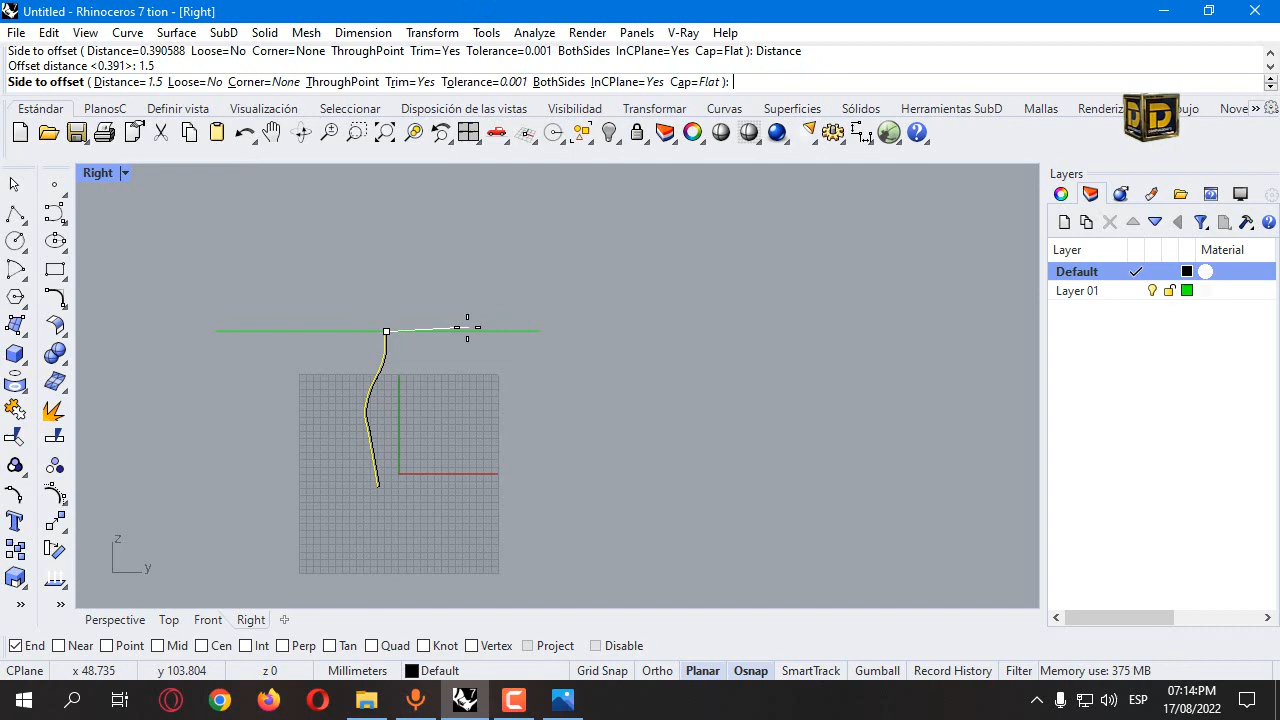 Untitled - Rhinoceros 7 tion - [Right]
File Edit View Curve Surface SubD Solid Mesh Dimension Transform Tools Analyze Render Panels V-Ray Help
Side to offset ( Distance=0.390588 Loose=No Corner=None ThroughPoint Trim=Yes Tolerance=0.001 BothSides InCPlane=Yes Cap=Flat ): Distance
Offset distance <0.391>: 1.5
Side to offset ( Distance=1.5 Loose=No Corner=None ThroughPoint Trim=Yes Tolerance=0.001 BothSides InCPlane=Yes Cap=Flat ):
Estándar PlanosC Definir vista Visualización Seleccionar Disp de las vistas Visibilidad Transformar Curvas Superficies Sólidos Herramientas SubD Mallas Renderiz ujo Nove
Right
Layers
Layer Material
Default
Layer 01
z
y
Perspective Top Front Right
End Near Point Mid Cen Int Perp Tan Quad Knot Vertex Project Disable
CPlane x 48.735 y 103.804 z 0 Millimeters Default Grid Snap Ortho Planar Osnap SmartTrack Gumball Record History Filter Memory use: 375 MB
7
ESP
07:14 PM
17/08/2022